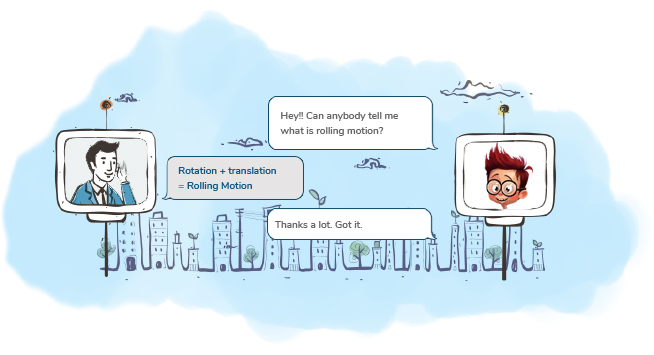 Hey!! Can anybody tell me
what is rolling motion?
Rotation + translation
= Rolling Motion
Thanks a lot. Got it.